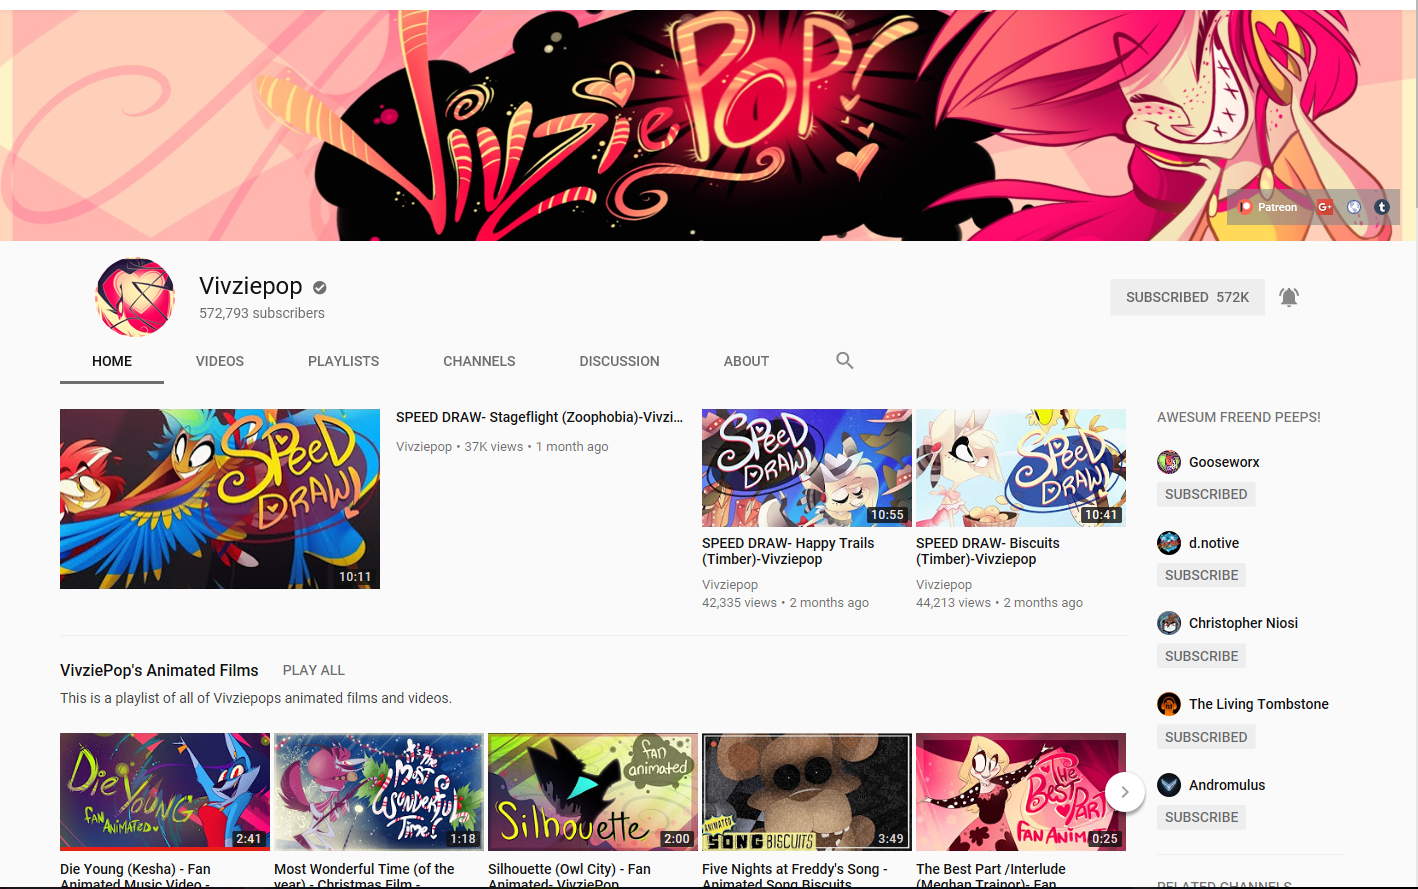 VivziePop!
Patreon
G+
t
Vivziepop
572,793 subscribers
SUBSCRIBED 572K
HOME
VIDEOS
PLAYLISTS
CHANNELS
DISCUSSION
ABOUT
SPEED DRAW!
10:11
SPEED DRAW- Stageflight (Zoophobia)-Vivzi...
Vivziepop • 37K views • 1 month ago
SPEED
DRAW!
10:55
SPEED DRAW- Happy Trails
(Timber)-Vivziepop
Vivziepop
42,335 views • 2 months ago
SPEED
DRAW!
10:41
SPEED DRAW- Biscuits
(Timber)-Vivziepop
Vivziepop
44,213 views • 2 months ago
AWESUM FREEND PEEPS!
Gooseworx
SUBSCRIBED
d.notive
SUBSCRIBE
Christopher Niosi
SUBSCRIBE
The Living Tombstone
SUBSCRIBED
Andromulus
SUBSCRIBE
RELATED CHANNELS
VivziePop's Animated Films
PLAY ALL
This is a playlist of all of Vivziepops animated films and videos.
Die Young
fan animated
2:41
Die Young (Kesha) - Fan
Animated Music Video -
It's the
Most
Wonderful
Time!
1:18
Most Wonderful Time (of the
year) - Christmas Film -
fan
animated
Silhouette
2:00
Silhouette (Owl City) - Fan
Animated- VivziePop
ANIMATED
SONG BISCUITS
3:49
Five Nights at Freddy's Song -
Animated Song Biscuits
The
Best
Part
FAN ANIM
0:25
The Best Part /Interlude
(Meghan Trainor)- Fan